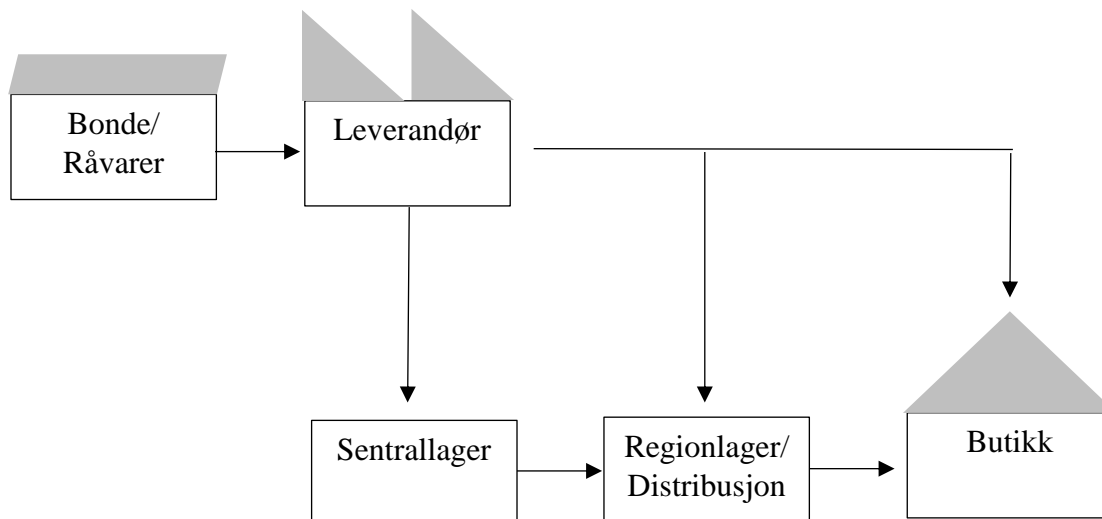 Bonde/
Råvarer
Leverandør
Sentrallager
Regionlager/
Distribusjon
Butikk